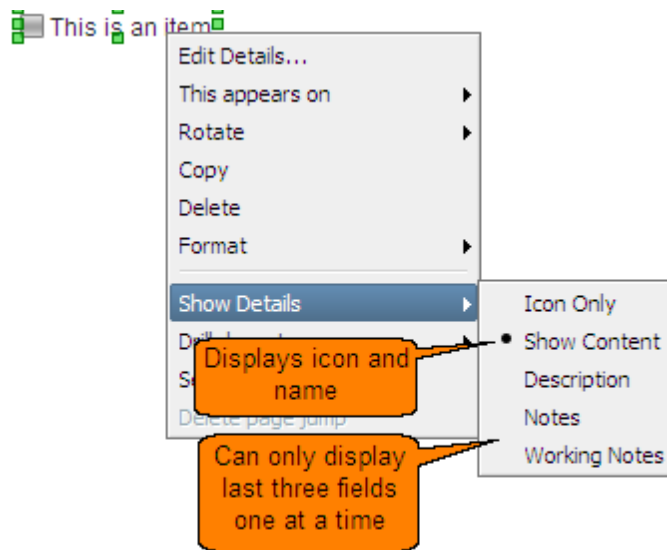 This is an item
Edit Details...
This appears on
Rotate
Copy
Delete
Format
Show Details
Icon Only
Show Content
Description
Notes
Working Notes
Displays icon and
name
Delete page jump
Can only display
last three fields
one at a time